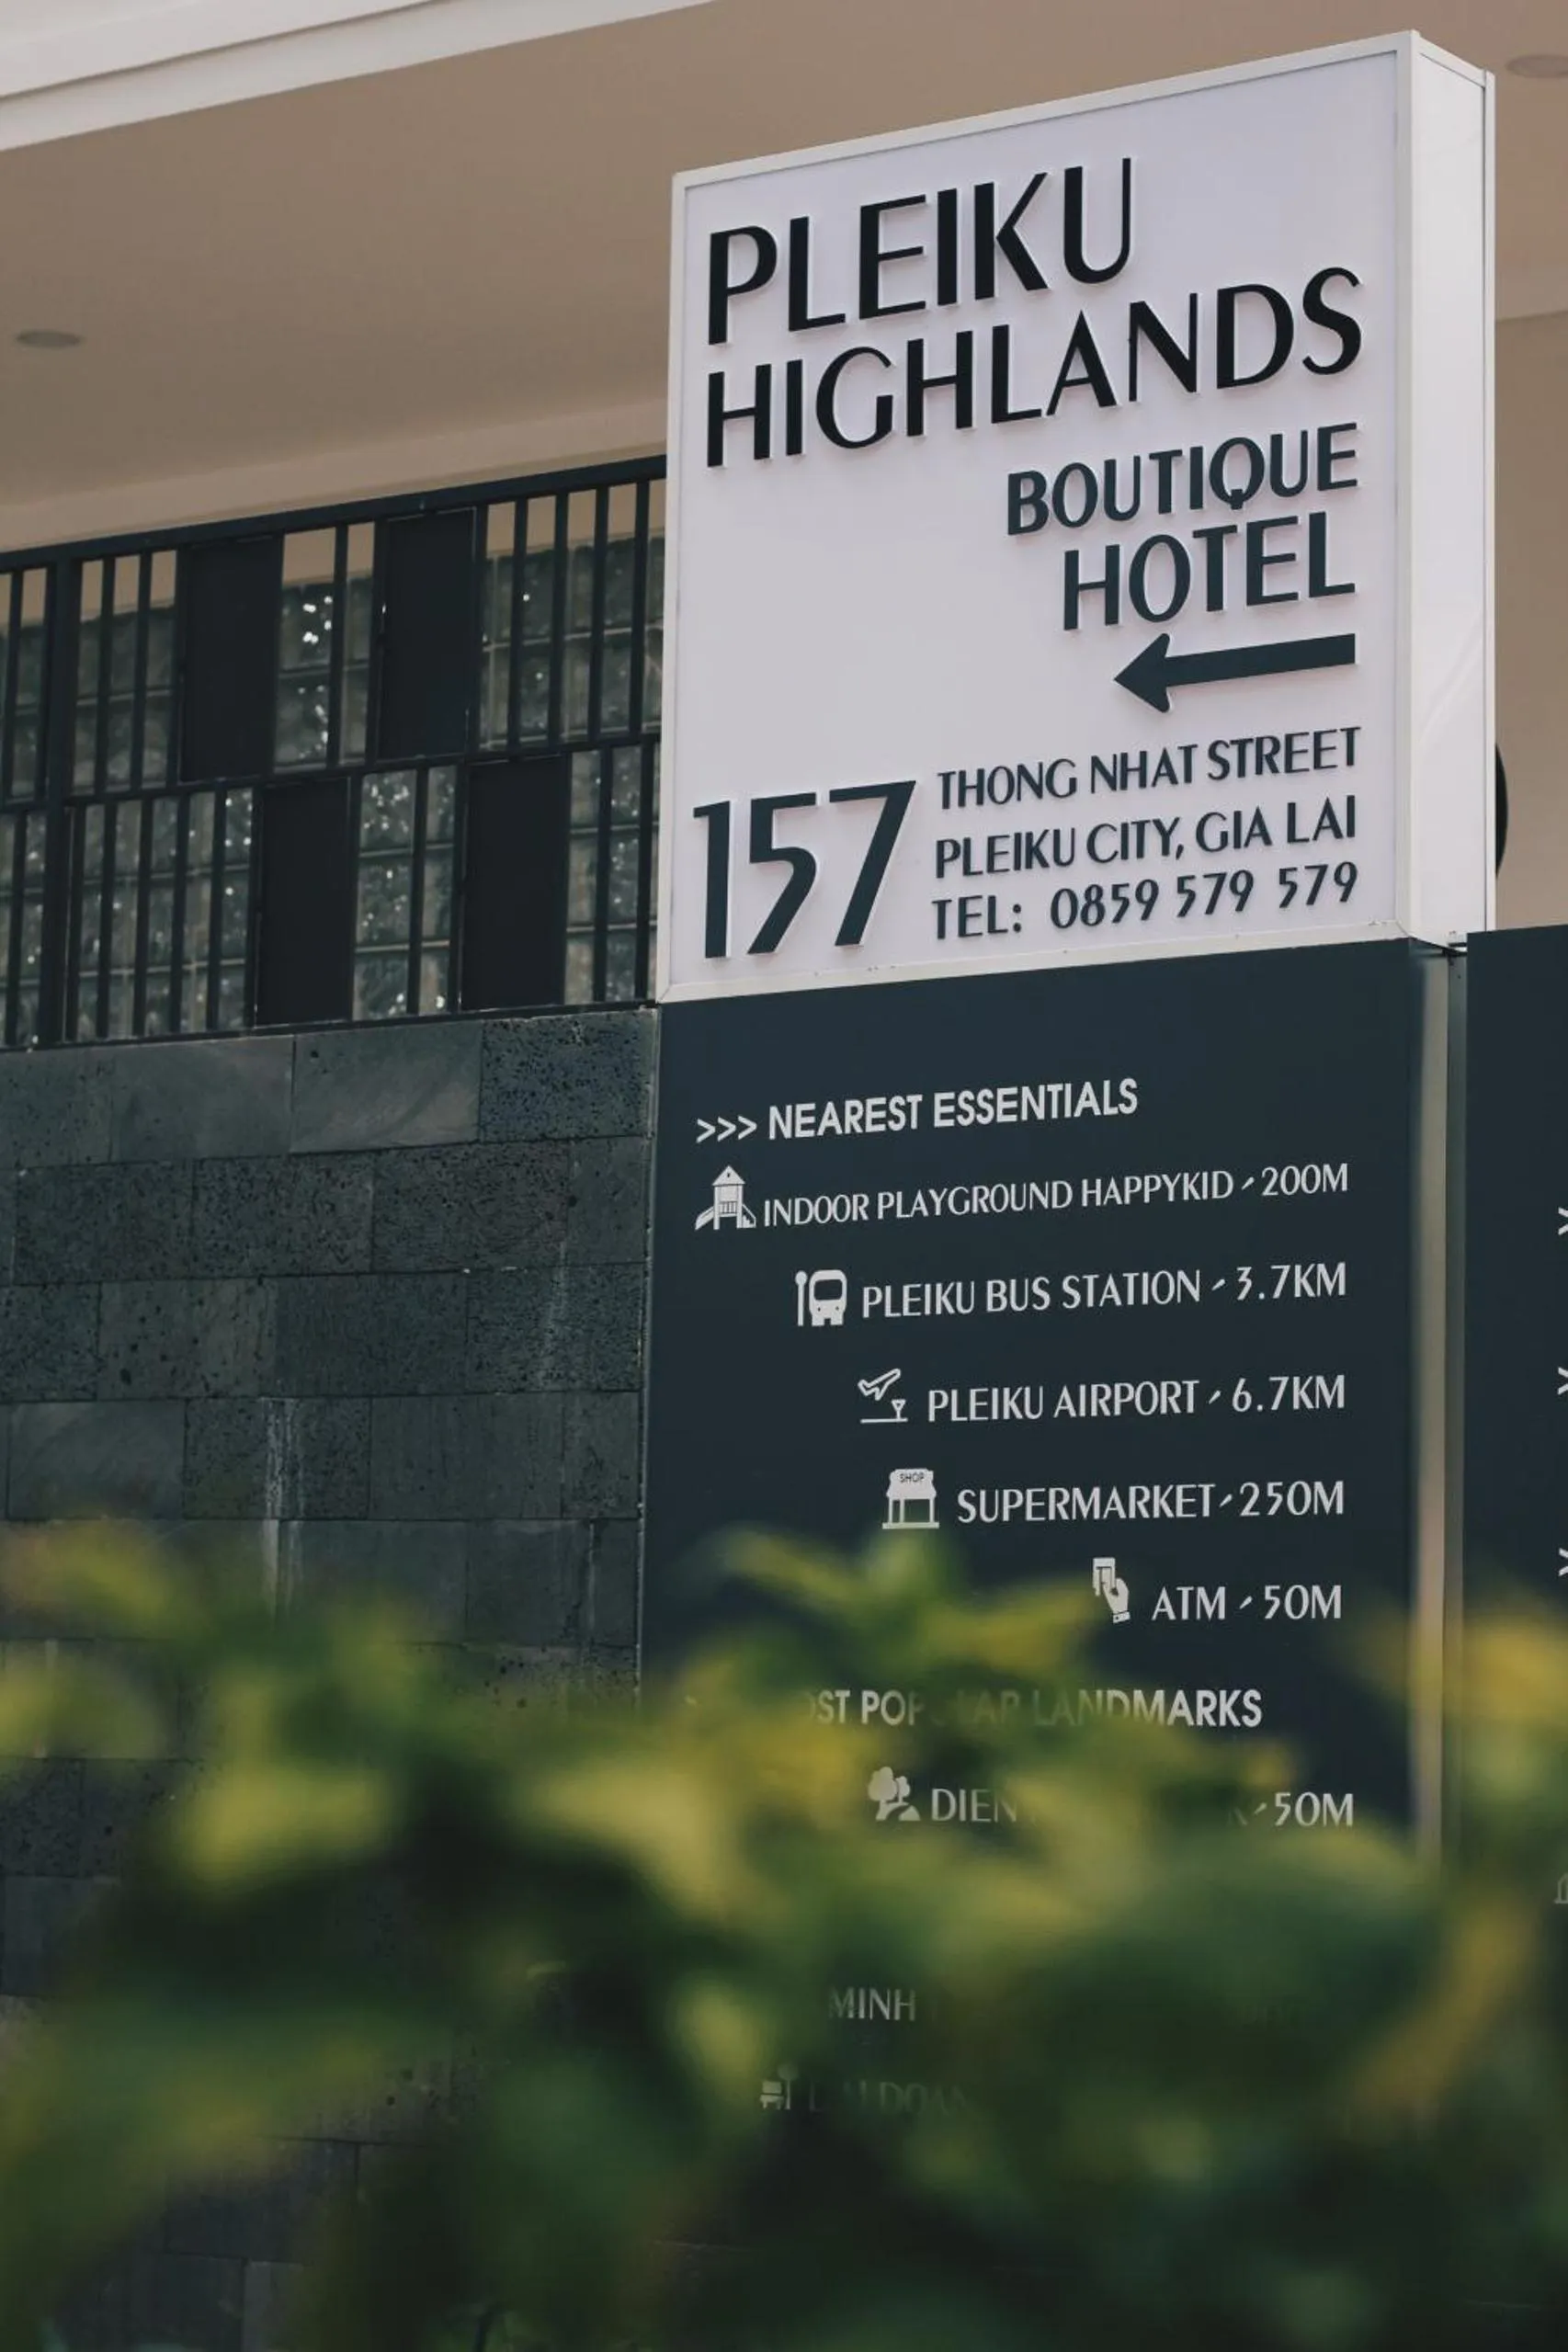 PLEIKU
HIGHLANDS
BOUTIQUE
HOTEL
157
THONG NHAT STREET
PLEIKU CITY, GIA LAI
TEL: 0859 579 579
>>> NEAREST ESSENTIALS
INDOOR PLAYGROUND HAPPYKID - 200M
PLEIKU BUS STATION - 3.7KM
PLEIKU AIRPORT - 6.7KM
SHOP
SUPERMARKET - 250M
ATM - 50M
LANDMARKS
- 50M
MINH